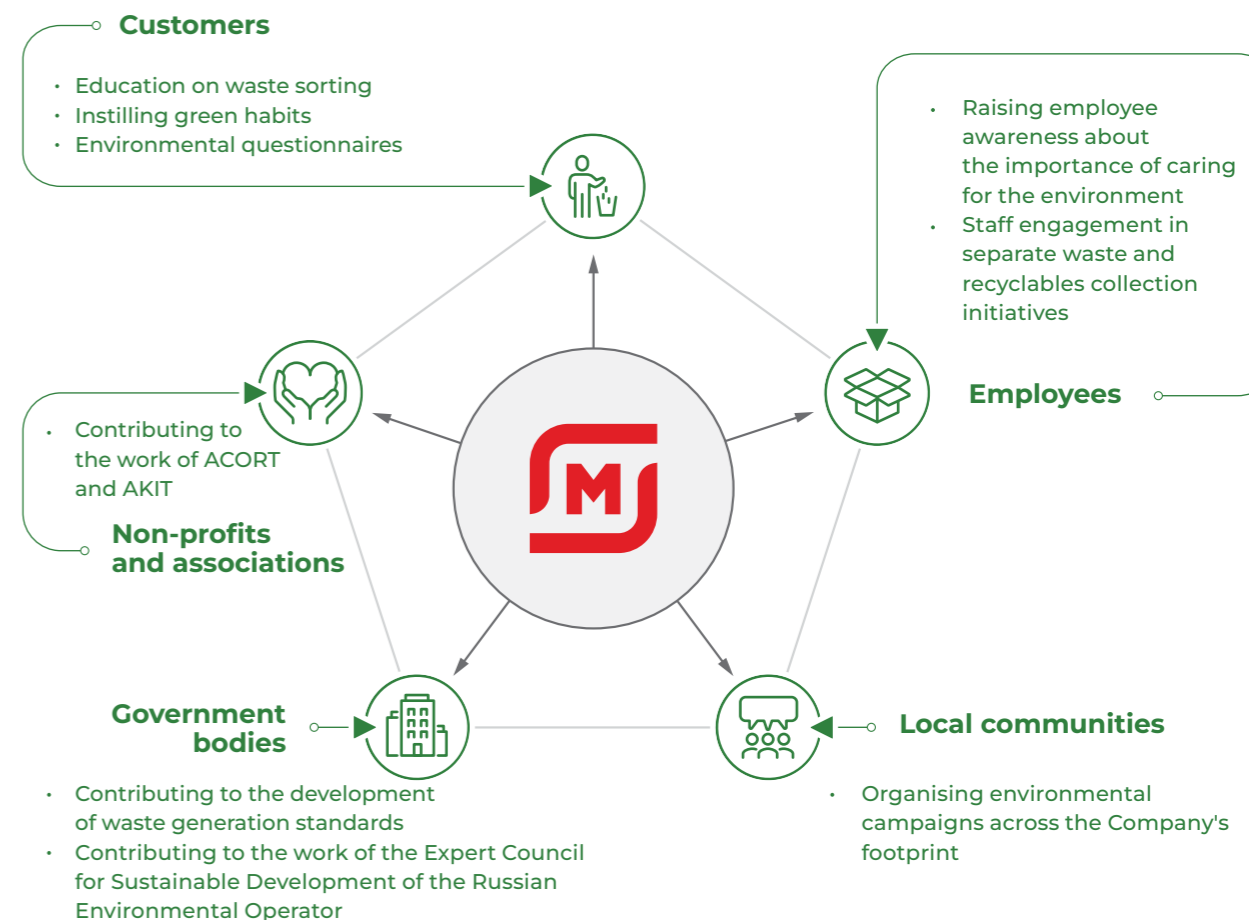 Customers
• Education on waste sorting
• Instilling green habits
• Environmental questionnaires
• Raising employee
awareness about
the importance of caring
for the environment
• Staff engagement in
separate waste and
recyclables collection
initiatives
Employees
• Contributing to
the work of ACORT
and AKIT
Non-profits
and associations
M
Government
bodies
• Contributing to the development
of waste generation standards
• Contributing to the work of the Expert Council
for Sustainable Development of the Russian
Environmental Operator
Local communities
• Organising environmental
campaigns across the Company's
footprint